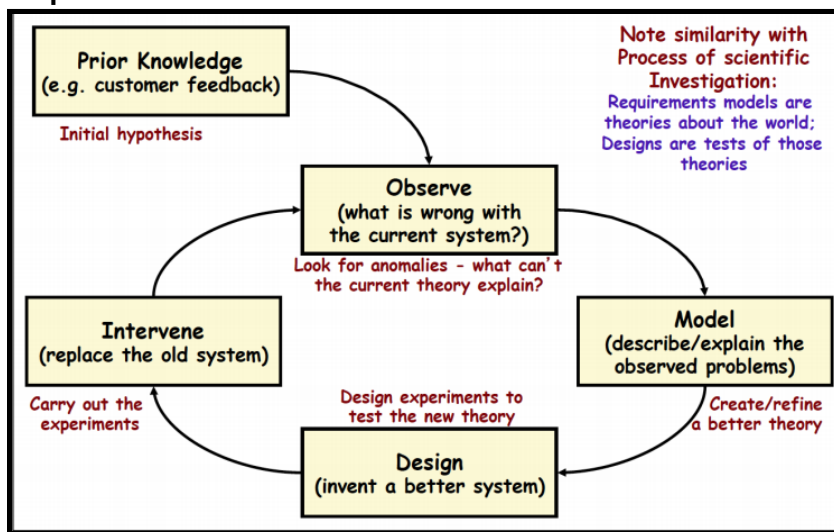 Prior Knowledge
(e.g. customer feedback)
Initial hypothesis
Note similarity with
Process of scientific
Investigation:
Requirements models are
theories about the world;
Designs are tests of those
theories
Observe
(what is wrong with
the current system?)
Look for anomalies - what can't
the current theory explain?
Model
(describe/explain the
observed problems)
Create/refine
a better theory
Design experiments to
test the new theory
Design
(invent a better system)
Intervene
(replace the old system)
Carry out the
experiments